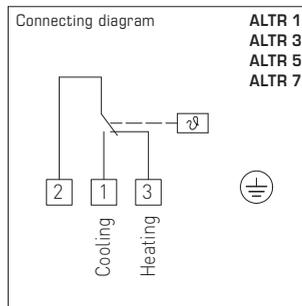 Connecting diagram
ALTR 1
ALTR 3
ALTR 5
ALTR 7
ϑ
2 1 3
Cooling
Heating